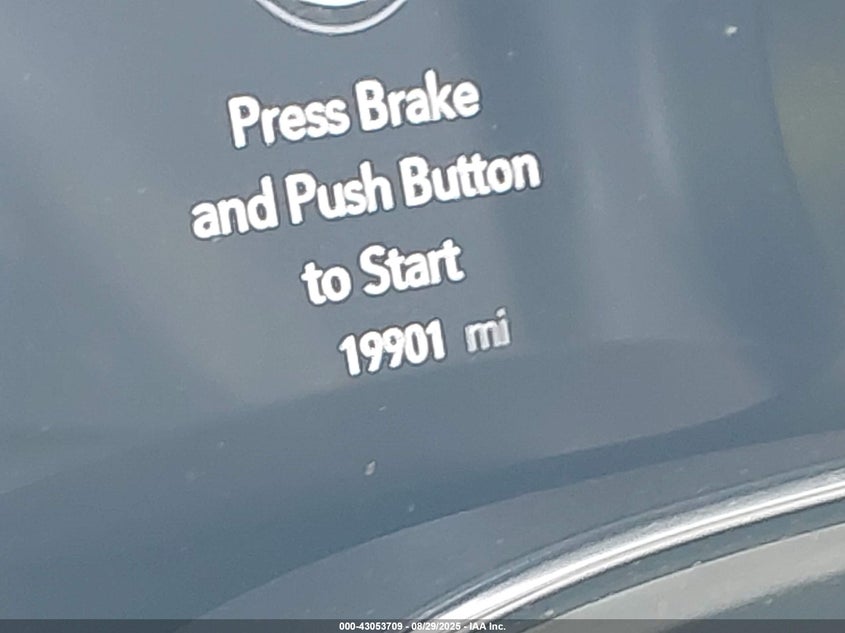 Press Brake
and Push Button
to Start
19901 mi
000-43053709 - 08/29/2025 - IAA Inc.